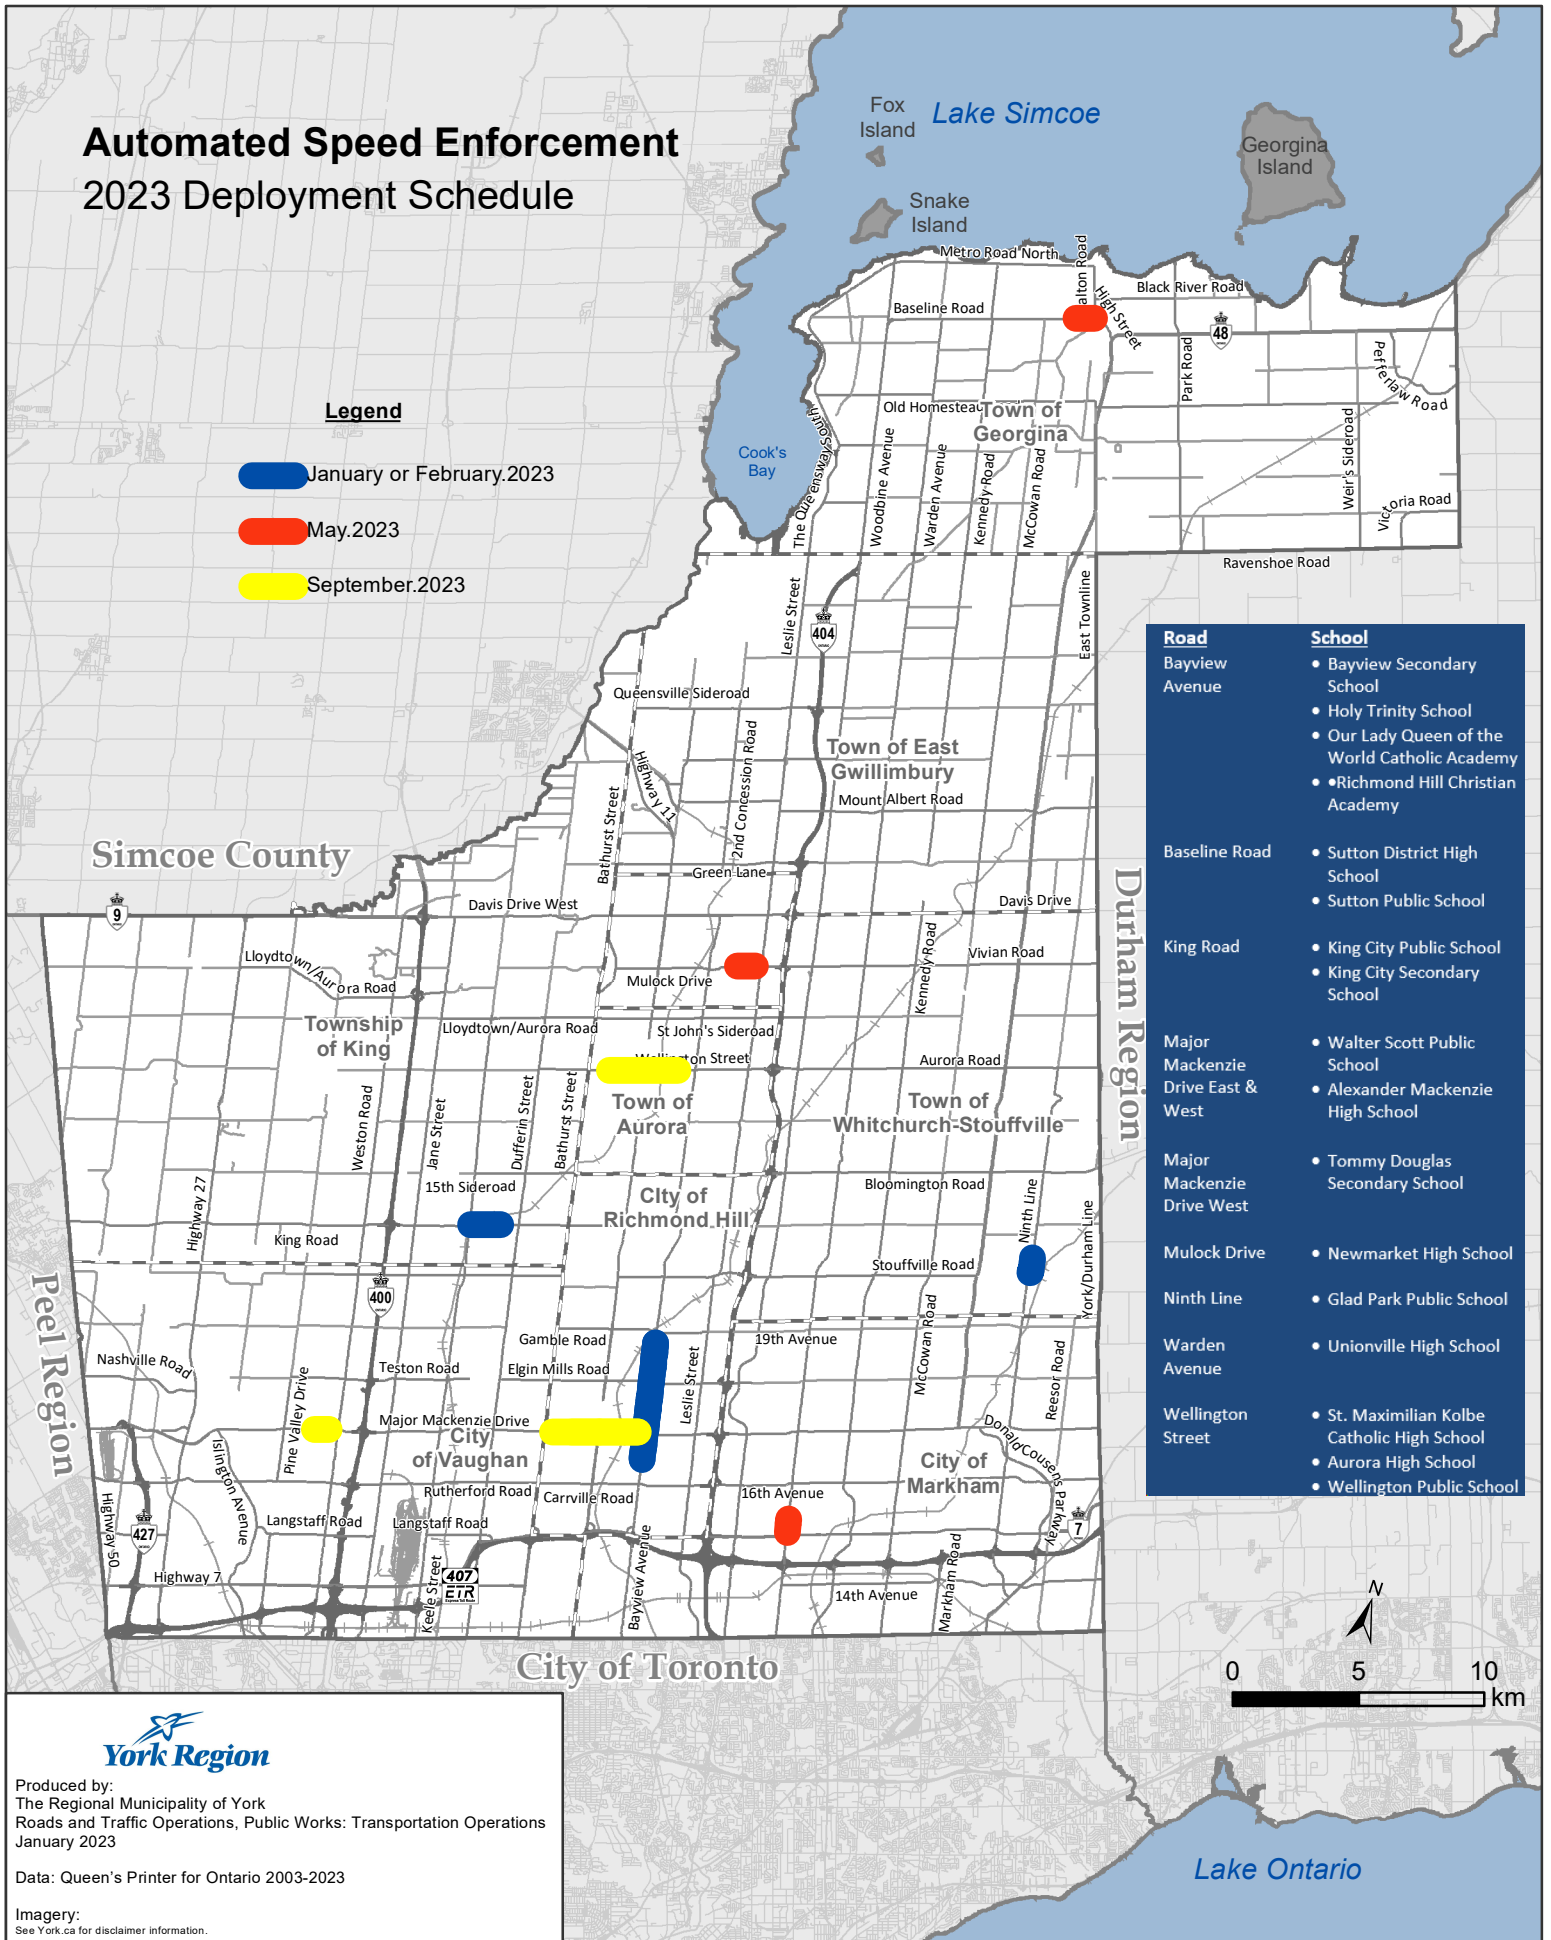 Automated Speed Enforcement
2023 Deployment Schedule
Legend
January or February.2023
May.2023
September.2023
Fox
Island
Lake Simcoe
Georgina
Island
Snake
Island
Metro Road North
Black River Road
High Street
Baseline Road
48
Park Road
Pefferlaw Road
Old Homestead
Town of
Georgina
Cook's
Bay
The Queensway South
Woodbine Avenue
Warden Avenue
Kennedy Road
McCowan Road
Weir's Sideroad
Victoria Road
Ravenshoe Road
Leslie Street
404
East Townline
Queensville Sideroad
Highway 11
2nd Concession Road
Town of East
Gwillimbury
Mount Albert Road
Bathurst Street
Green Lane
Simcoe County
9
Davis Drive West
Davis Drive
Durham Region
Lloydtown/Aurora Road
Mulock Drive
Kennedy Road
Vivian Road
Township
of King
Lloydtown/Aurora Road
St John's Sideroad
Wellington Street
Aurora Road
Town of
Aurora
Town of
Whitchurch-Stouffville
Weston Road
Jane Street
Dufferin Street
Bathurst Street
15th Sideroad
Bloomington Road
Highway 27
King Road
CIty of
Richmond Hill
Ninth Line
York/Durham Line
Stouffville Road
Peel Region
400
Gamble Road
19th Avenue
McCowan Road
Nashville Road
Teston Road
Elgin Mills Road
Leslie Street
Reesor Road
Pine Valley Drive
Major Mackenzie Drive
City
of Vaughan
Donald Cousens Parkway
City of
Markham
Islington Avenue
Rutherford Road
Carrville Road
16th Avenue
Highway 50
427
Langstaff Road
Langstaff Road
7
Highway 7
Keele Street
407
ETR
Express Toll Route
Bayview Avenue
14th Avenue
Markham Road
City of Toronto
Road
School
Bayview
Avenue
• Bayview Secondary
School
• Holy Trinity School
• Our Lady Queen of the
World Catholic Academy
• •Richmond Hill Christian
Academy
Baseline Road
• Sutton District High
School
• Sutton Public School
King Road
• King City Public School
• King City Secondary
School
Major
Mackenzie
Drive East &
West
• Walter Scott Public
School
• Alexander Mackenzie
High School
Major
Mackenzie
Drive West
• Tommy Douglas
Secondary School
Mulock Drive
• Newmarket High School
Ninth Line
• Glad Park Public School
Warden
Avenue
• Unionville High School
Wellington
Street
• St. Maximilian Kolbe
Catholic High School
• Aurora High School
• Wellington Public School
N
0 5 10
km
Lake Ontario
York Region
Produced by:
The Regional Municipality of York
Roads and Traffic Operations, Public Works: Transportation Operations
January 2023
Data: Queen's Printer for Ontario 2003-2023
Imagery:
See York.ca for disclaimer information.